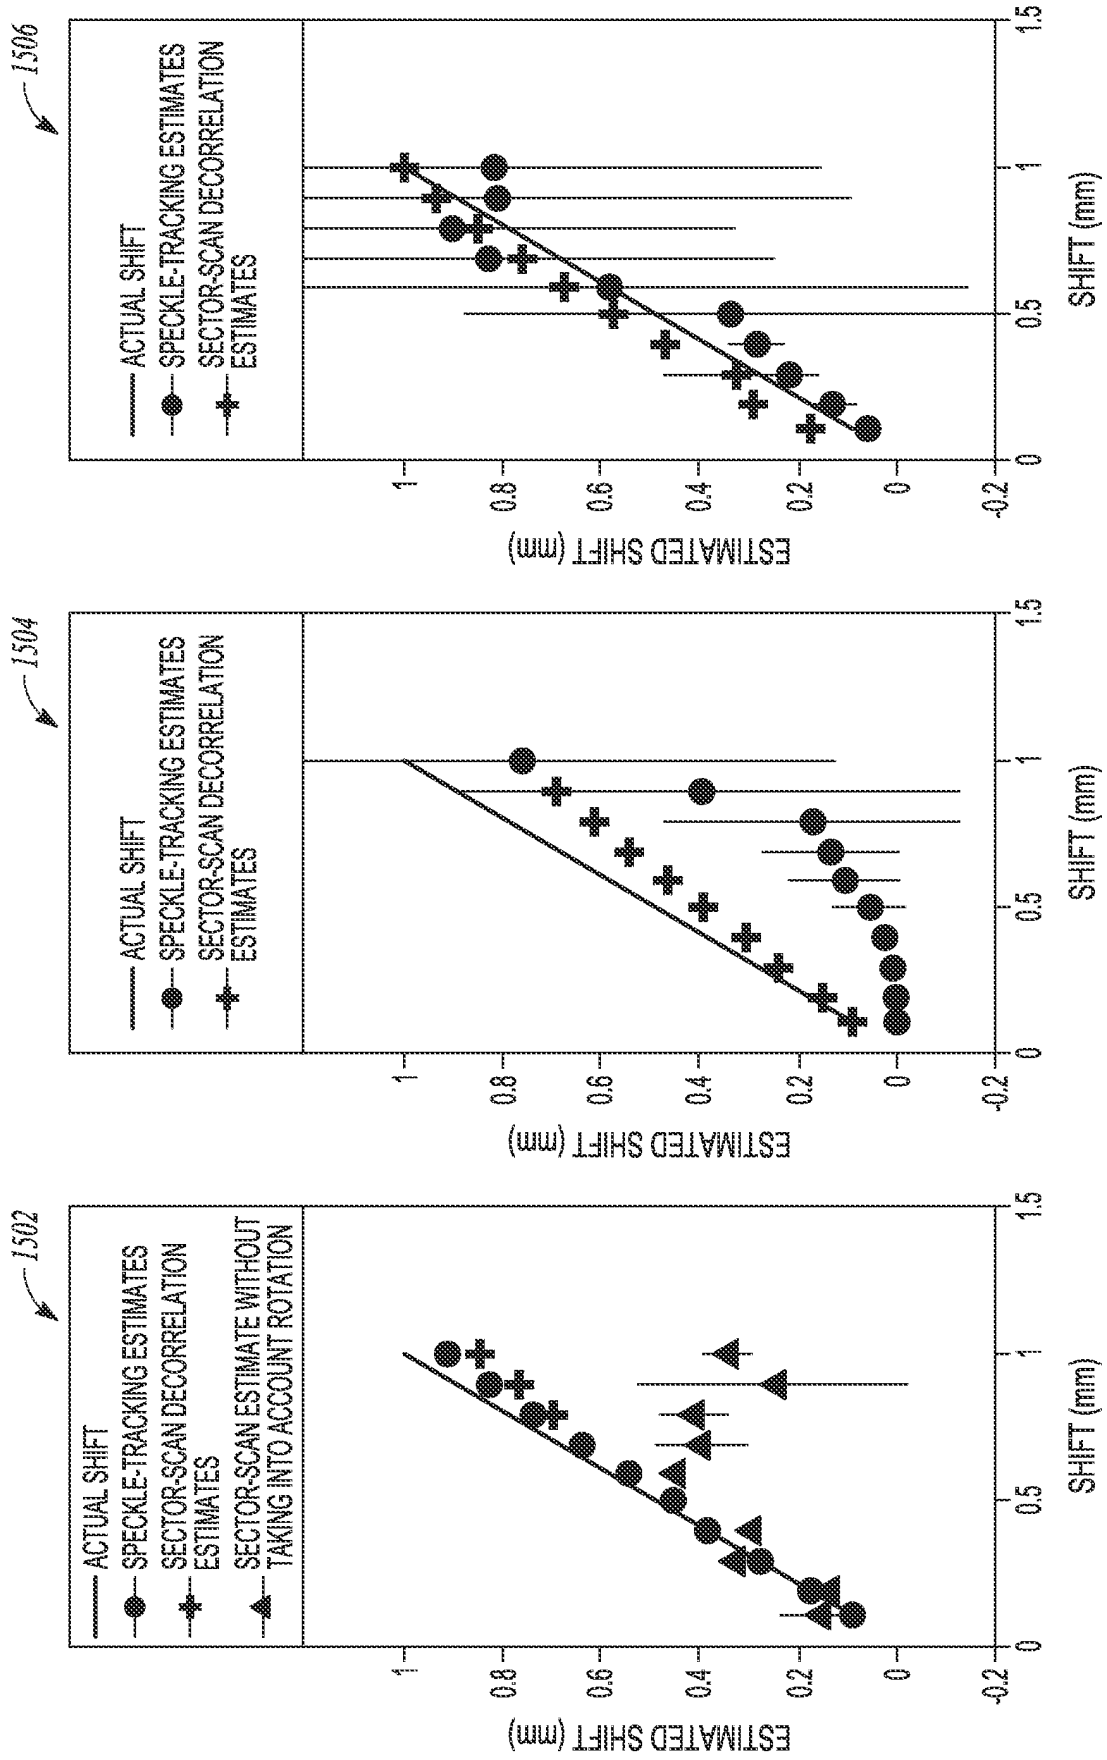 1502
ACTUAL SHIFT
SPECKLE-TRACKING ESTIMATES
SECTOR-SCAN DECORRELATION
ESTIMATES
SECTOR-SCAN ESTIMATE WITHOUT
TAKING INTO ACCOUNT ROTATION
ESTIMATED SHIFT (mm)
1
0.8
0.6
0.4
0.2
0
-0.2
0
0.5
1
1.5
SHIFT (mm)
1504
ACTUAL SHIFT
SPECKLE-TRACKING ESTIMATES
SECTOR-SCAN DECORRELATION
ESTIMATES
ESTIMATED SHIFT (mm)
1
0.8
0.6
0.4
0.2
0
-0.2
0
0.5
1
1.5
SHIFT (mm)
1506
ACTUAL SHIFT
SPECKLE-TRACKING ESTIMATES
SECTOR-SCAN DECORRELATION
ESTIMATES
ESTIMATED SHIFT (mm)
1
0.8
0.6
0.4
0.2
0
-0.2
0
0.5
1
1.5
SHIFT (mm)